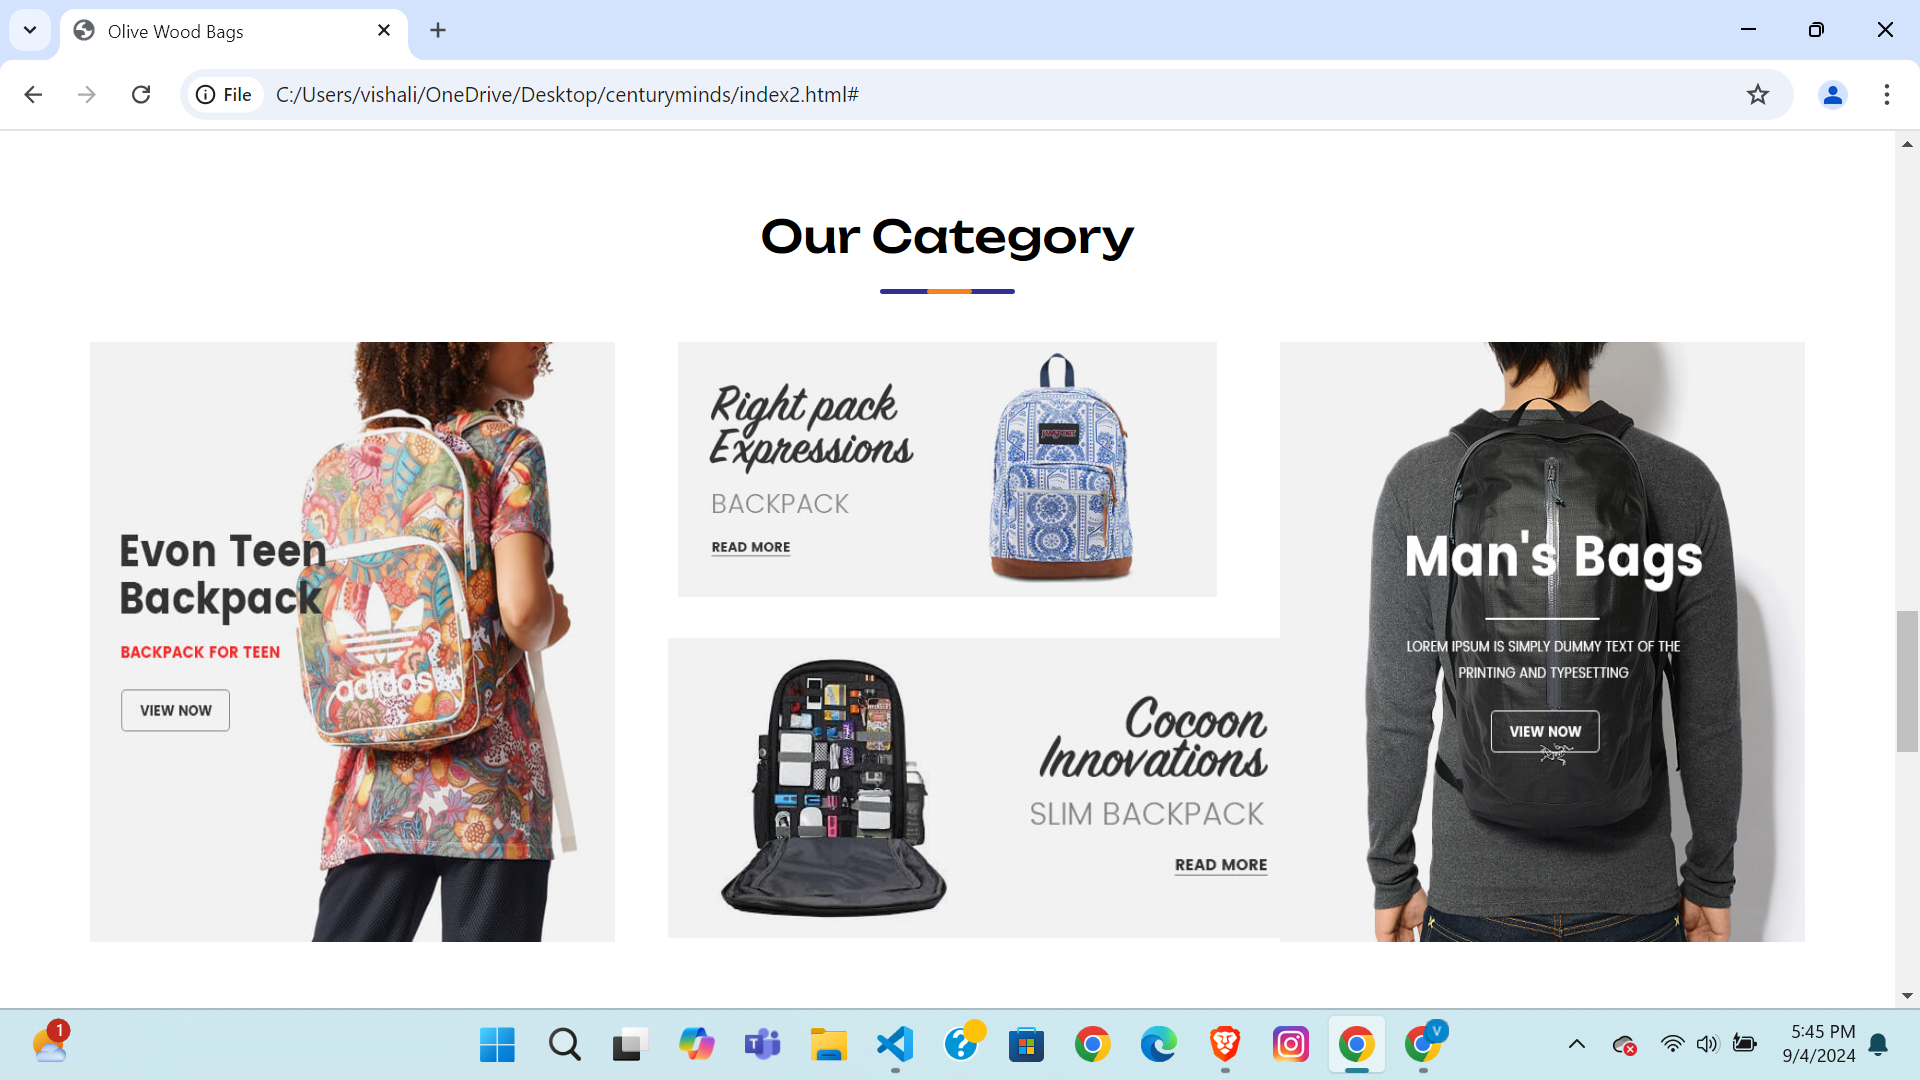 Olive Wood Bags
File
C:/Users/vishali/OneDrive/Desktop/centuryminds/index2.html#
Our Category
Evon Teen
Backpack
BACKPACK FOR TEEN
VIEW NOW
adidas
Right pack
Expressions
BACKPACK
READ MORE
JANSPORT
Cocoon
Innovations
SLIM BACKPACK
READ MORE
Man's Bags
LOREM IPSUM IS SIMPLY DUMMY TEXT OF THE
PRINTING AND TYPESETTING
VIEW NOW
1
V
5:45 PM
9/4/2024